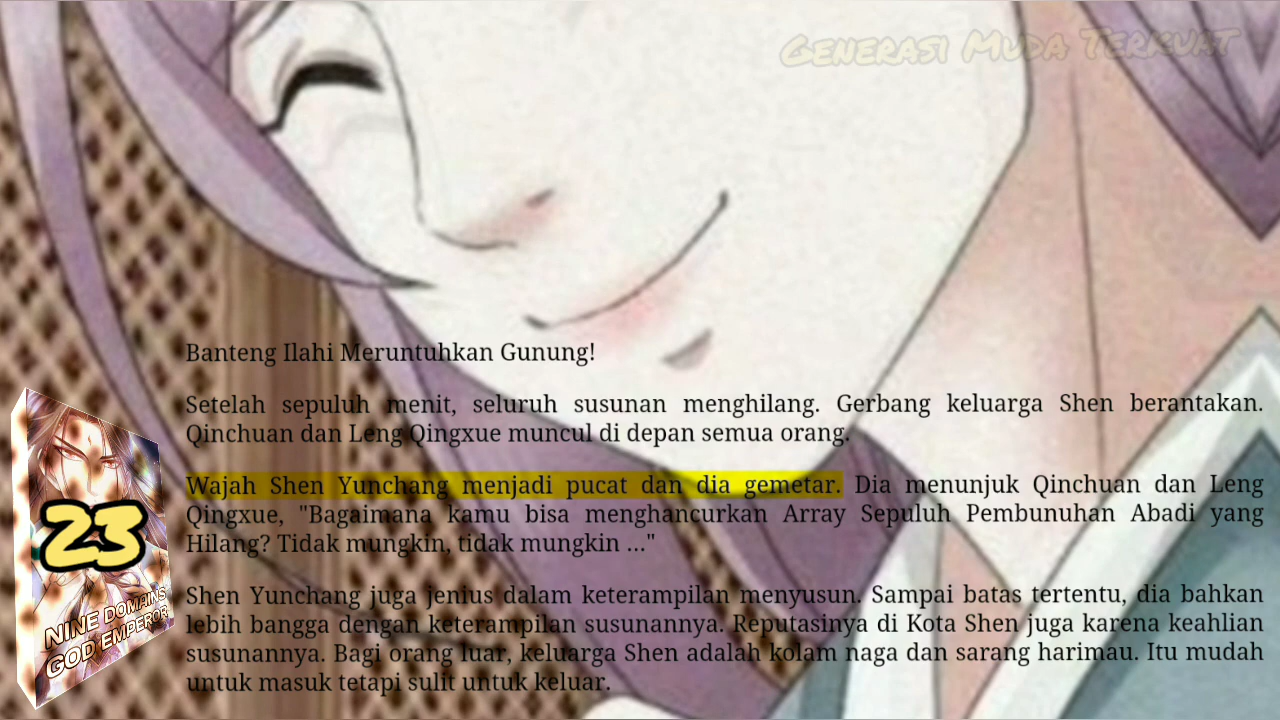 Generasi Muda Terkuat
Banteng Ilahi Meruntuhkan Gunung!
Setelah sepuluh menit, seluruh susunan menghilang. Gerbang keluarga Shen berantakan.
Qinchuan dan Leng Qingxue muncul di depan semua orang.
Wajah Shen Yunchang menjadi pucat dan dia gemetar. Dia menunjuk Qinchuan dan Leng
Qingxue, "Bagaimana kamu bisa menghancurkan Array Sepuluh Pembunuhan Abadi yang
Hilang? Tidak mungkin, tidak mungkin ..."
Shen Yunchang juga jenius dalam keterampilan menyusun. Sampai batas tertentu, dia bahkan
lebih bangga dengan keterampilan susunannya. Reputasinya di Kota Shen juga karena keahlian
susunannya. Bagi orang luar, keluarga Shen adalah kolam naga dan sarang harimau. Itu mudah
untuk masuk tetapi sulit untuk keluar.
23
NINE DOMAINS
GOD EMPEROR